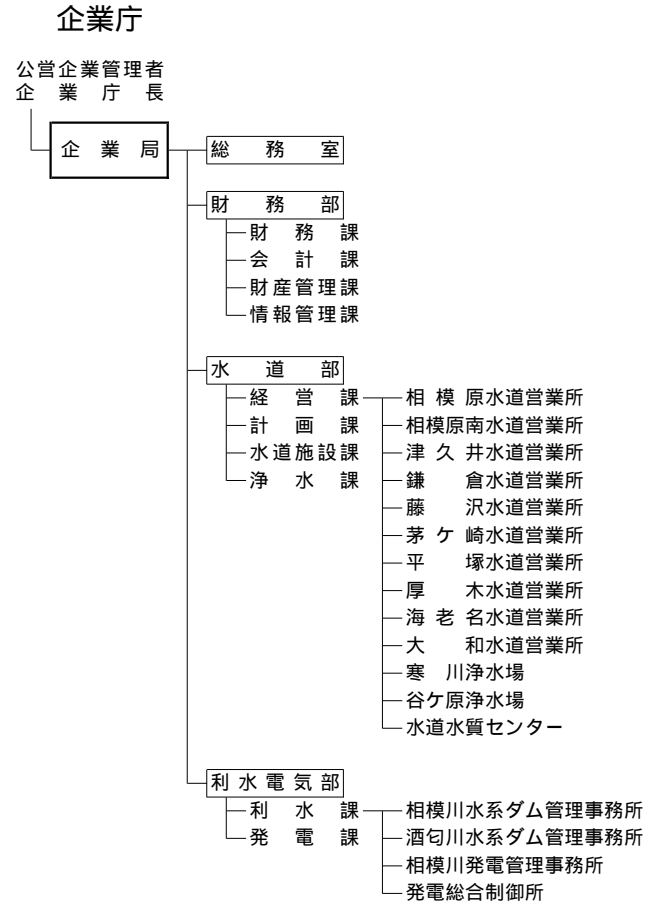 企業庁
公営企業管理者
企業庁長
企業局
総務室
財務部
財務課
会計課
財産管理課
情報管理課
水道部
経営課
計画課
水道施設課
浄水課
相模原水道営業所
相模原南水道営業所
津久井水道営業所
鎌倉水道営業所
藤沢水道営業所
茅ケ崎水道営業所
平塚水道営業所
厚木水道営業所
海老名水道営業所
大和水道営業所
寒川浄水場
谷ケ原浄水場
水道水質センター
利水電気部
利水課
発電課
相模川水系ダム管理事務所
酒匂川水系ダム管理事務所
相模川発電管理事務所
発電総合制御所